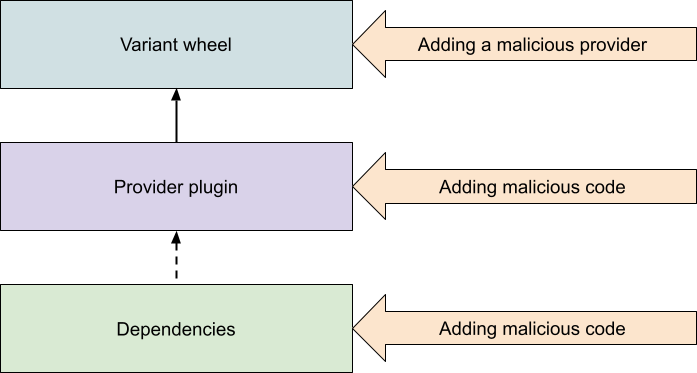 Variant wheel
Adding a malicious provider
Provider plugin
Adding malicious code
Dependencies
Adding malicious code